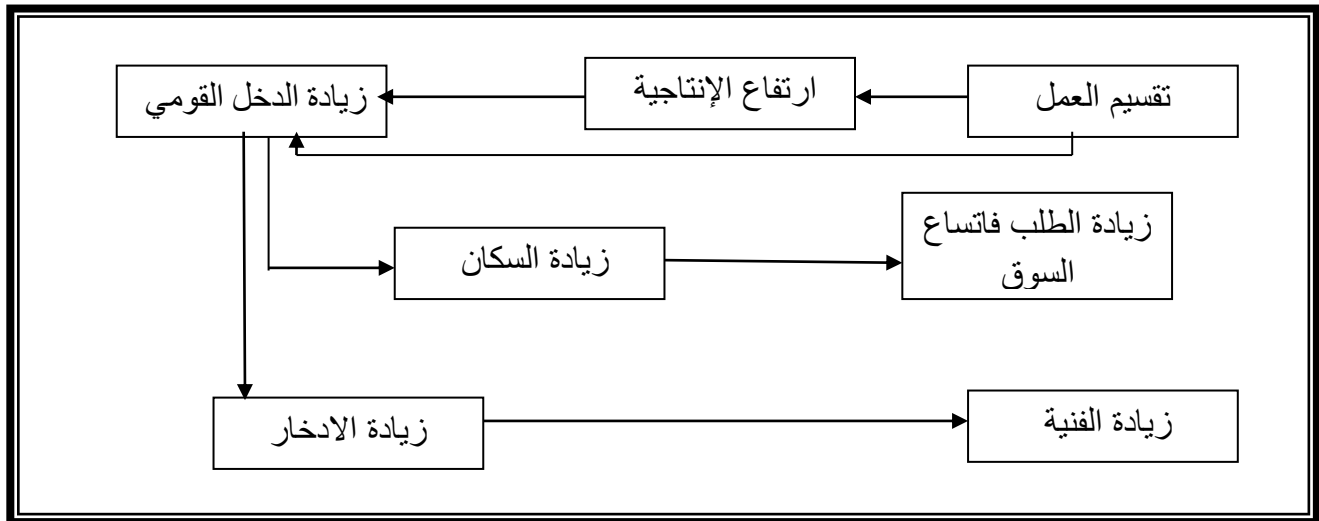 تقسيم العمل
ارتفاع الإنتاجية
زيادة الدخل القومي
زيادة الطلب فاتساع
السوق
زيادة السكان
زيادة الفنية
زيادة الادخار